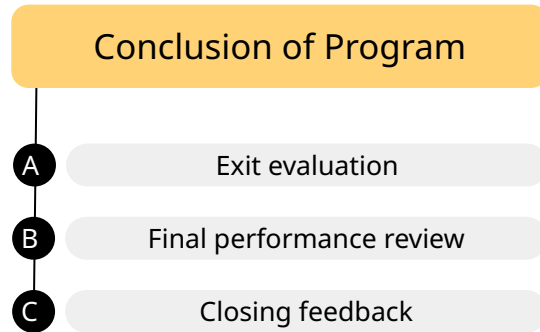 Conclusion of Program
A Exit evaluation
B Final performance review
C Closing feedback